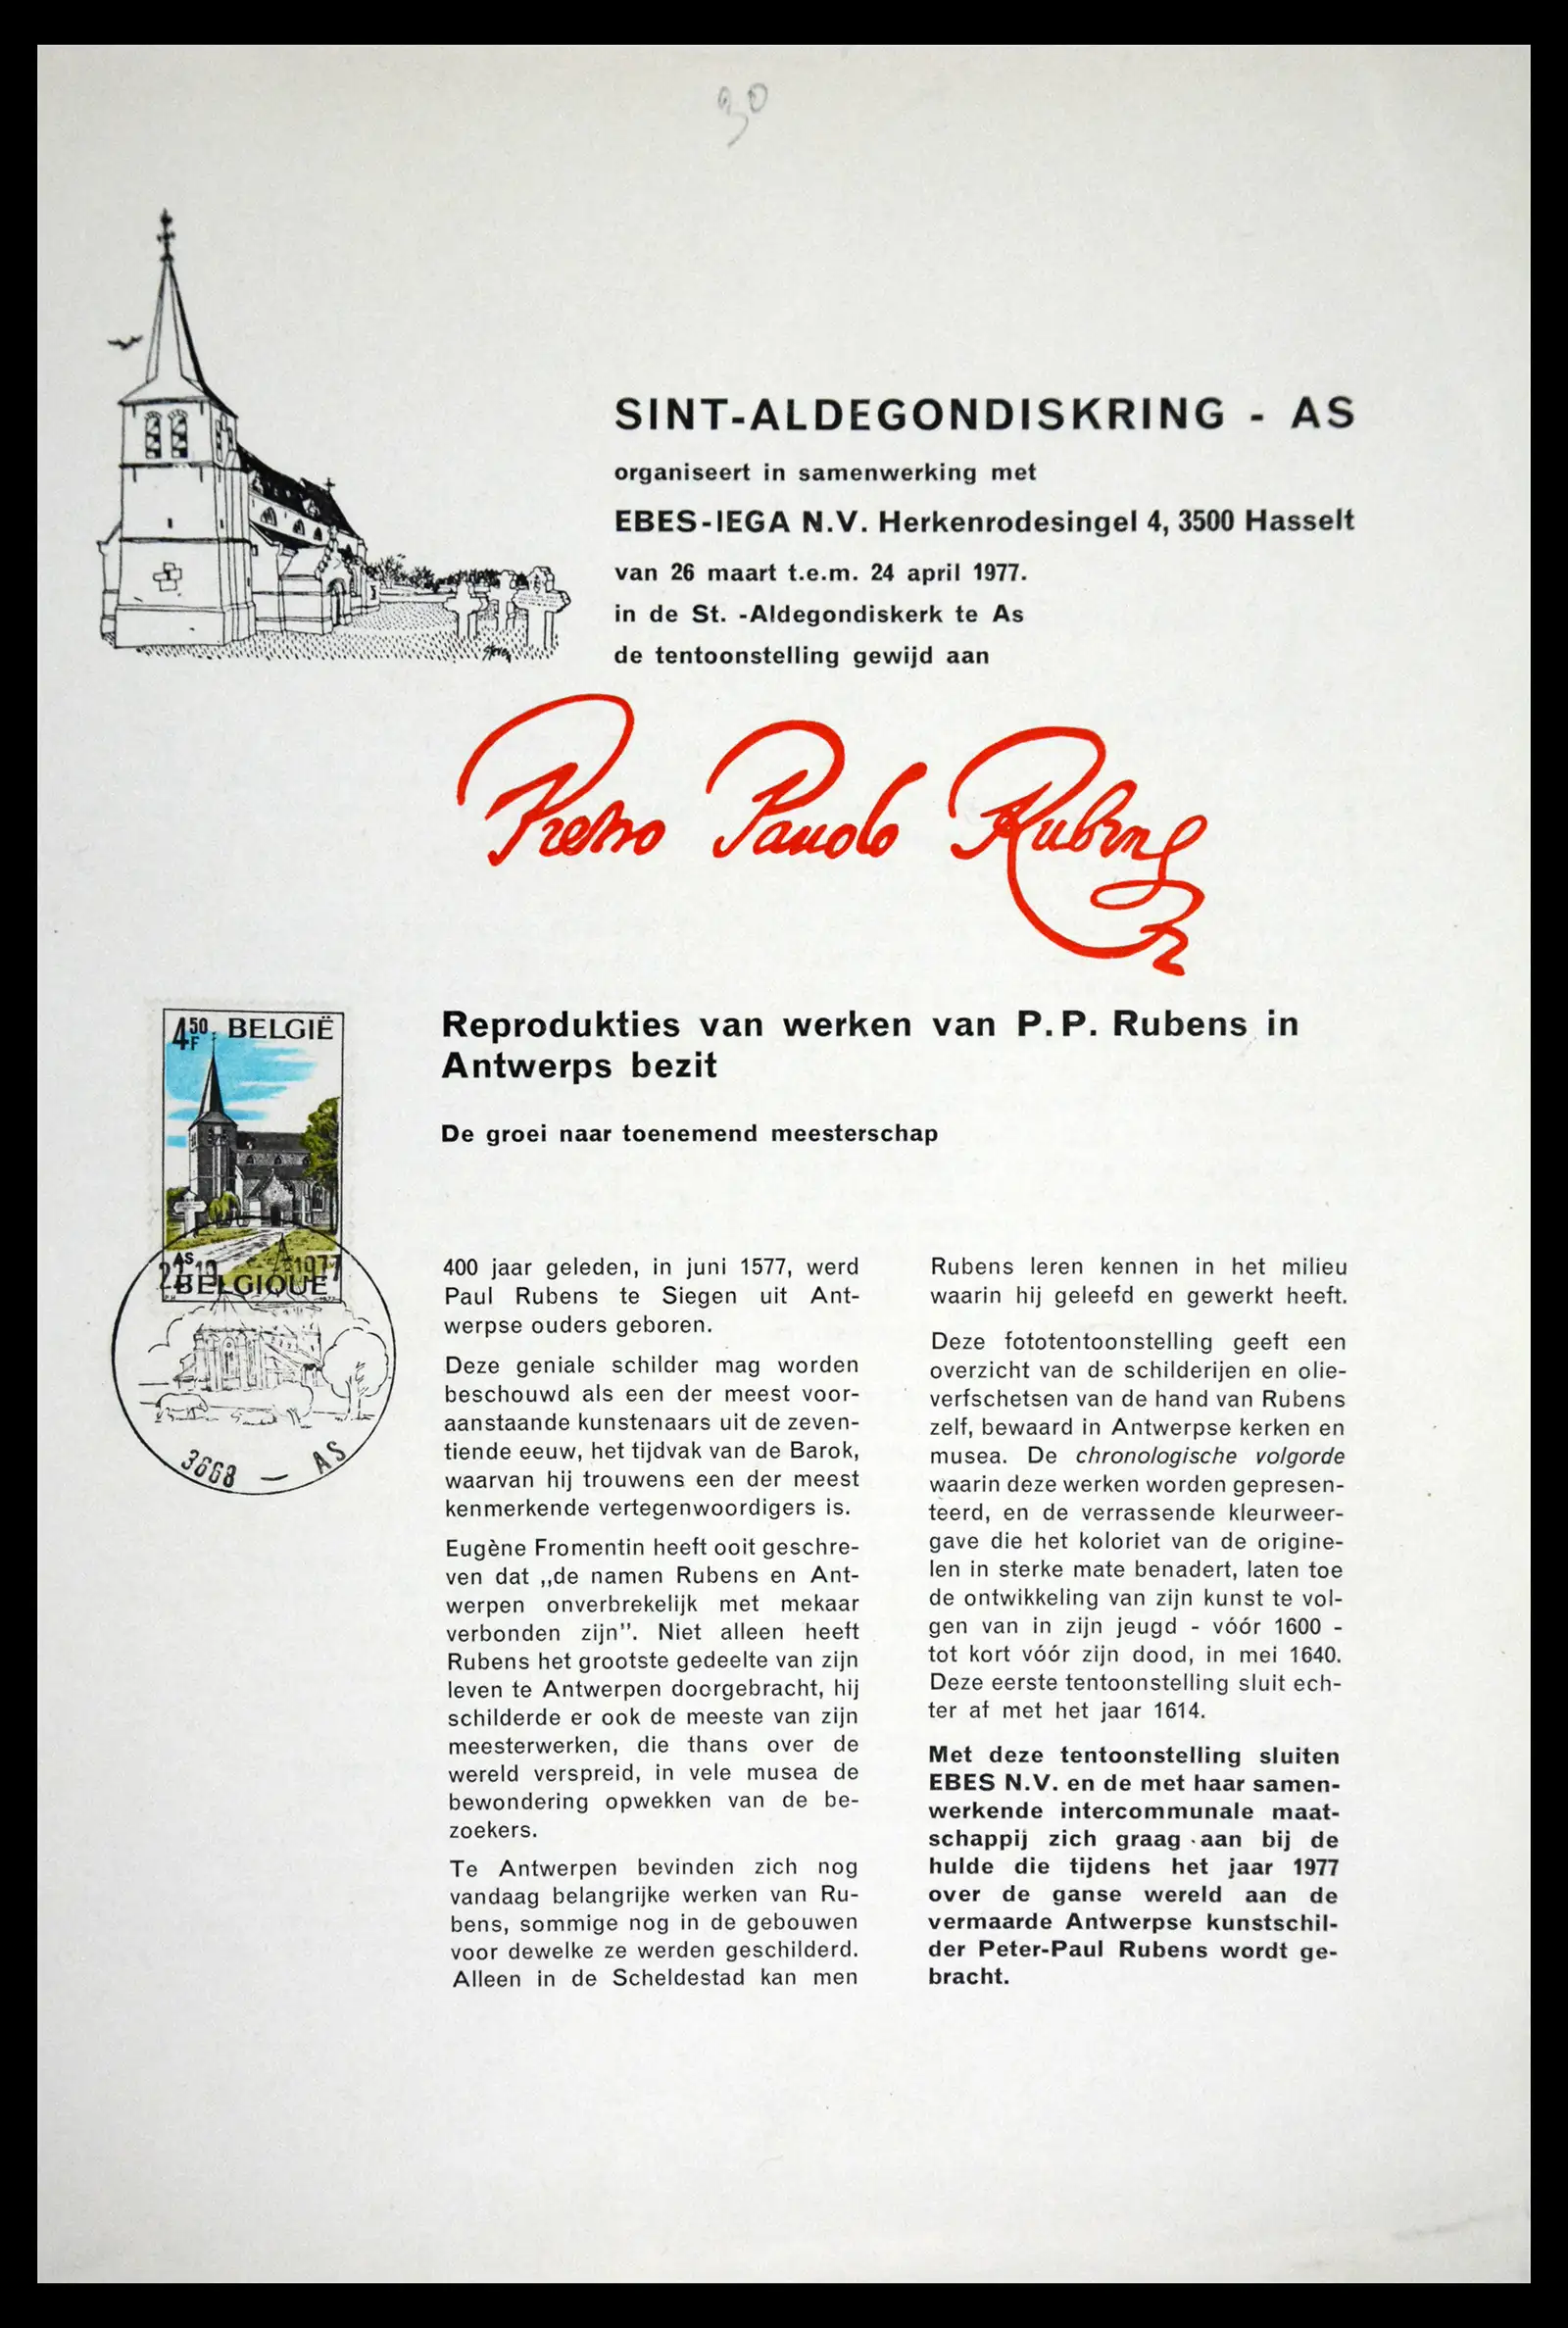 30
SINT-ALDEGONDISKRING - AS
organiseert in samenwerking met
EBES-IEGA N.V. Herkenrodesingel 4, 3500 Hasselt
van 26 maart t.e.m. 24 april 1977.
in de St. -Aldegondiskerk te As
de tentoonstelling gewijd aan
Pietro Pauolo Rubens
450 F BELGIË
AS
BELGIQUE
1977
3668 — AS
Reprodukties van werken van P.P. Rubens in
Antwerps bezit
De groei naar toenemend meesterschap
400 jaar geleden, in juni 1577, werd
Paul Rubens te Siegen uit Ant-
werpse ouders geboren.
Deze geniale schilder mag worden
beschouwd als een der meest voor-
aanstaande kunstenaars uit de zeven-
tiende eeuw, het tijdvak van de Barok,
waarvan hij trouwens een der meest
kenmerkende vertegenwoordigers is.
Eugène Fromentin heeft ooit geschre-
ven dat ,,de namen Rubens en Ant-
werpen onverbrekelijk met mekaar
verbonden zijn". Niet alleen heeft
Rubens het grootste gedeelte van zijn
leven te Antwerpen doorgebracht, hij
schilderde er ook de meeste van zijn
meesterwerken, die thans over de
wereld verspreid, in vele musea de
bewondering opwekken van de be-
zoekers.
Te Antwerpen bevinden zich nog
vandaag belangrijke werken van Ru-
bens, sommige nog in de gebouwen
voor dewelke ze werden geschilderd.
Alleen in de Scheldestad kan men
Rubens leren kennen in het milieu
waarin hij geleefd en gewerkt heeft.
Deze fototentoonstelling geeft een
overzicht van de schilderijen en olie-
verfschetsen van de hand van Rubens
zelf, bewaard in Antwerpse kerken en
musea. De chronologische volgorde
waarin deze werken worden gepresen-
teerd, en de verrassende kleurweer-
gave die het koloriet van de origine-
len in sterke mate benadert, laten toe
de ontwikkeling van zijn kunst te vol-
gen van in zijn jeugd - vóór 1600 -
tot kort vóór zijn dood, in mei 1640.
Deze eerste tentoonstelling sluit ech-
ter af met het jaar 1614.
Met deze tentoonstelling sluiten
EBES N.V. en de met haar samen-
werkende intercommunale maat-
schappij zich graag aan bij de
hulde die tijdens het jaar 1977
over de ganse wereld aan de
vermaarde Antwerpse kunstschil-
der Peter-Paul Rubens wordt ge-
bracht.